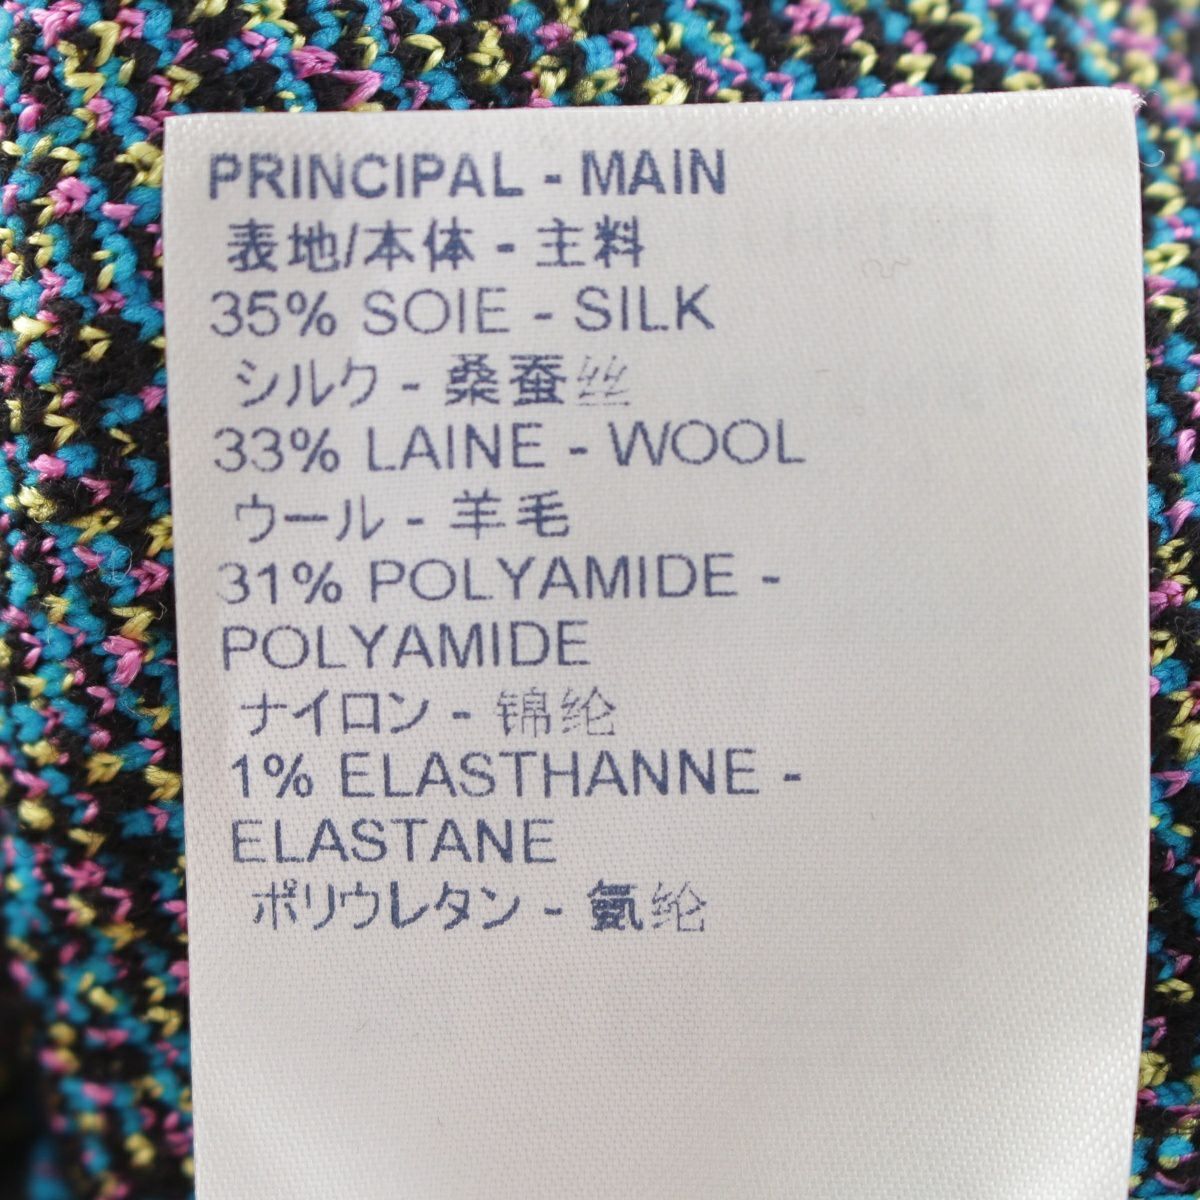 PRINCIPAL - MAIN
表地/本体 - 主料
35% SOIE - SILK
シルク - 桑蚕丝
33% LAINE - WOOL
ウール - 羊毛
31% POLYAMIDE -
POLYAMIDE
ナイロン - 锦纶
1% ELASTHANNE -
ELASTANE
ポリウレタン - 氨纶